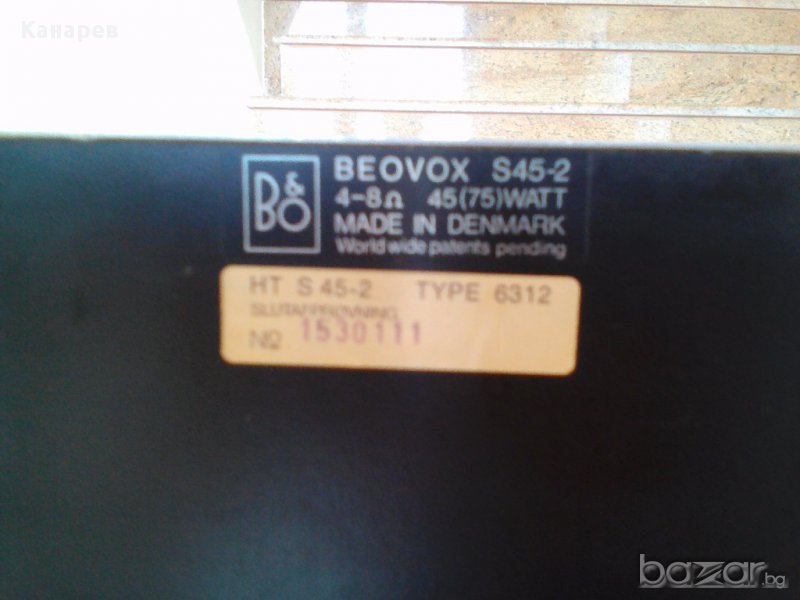 Канарев
B&O
BEOVOX S45-2
4-8Ω 45(75)WATT
MADE IN DENMARK
World wide patents pending
HT S 45-2 TYPE 6312
SLUTAFPRØVNING
NO 1530111
bazar.bg